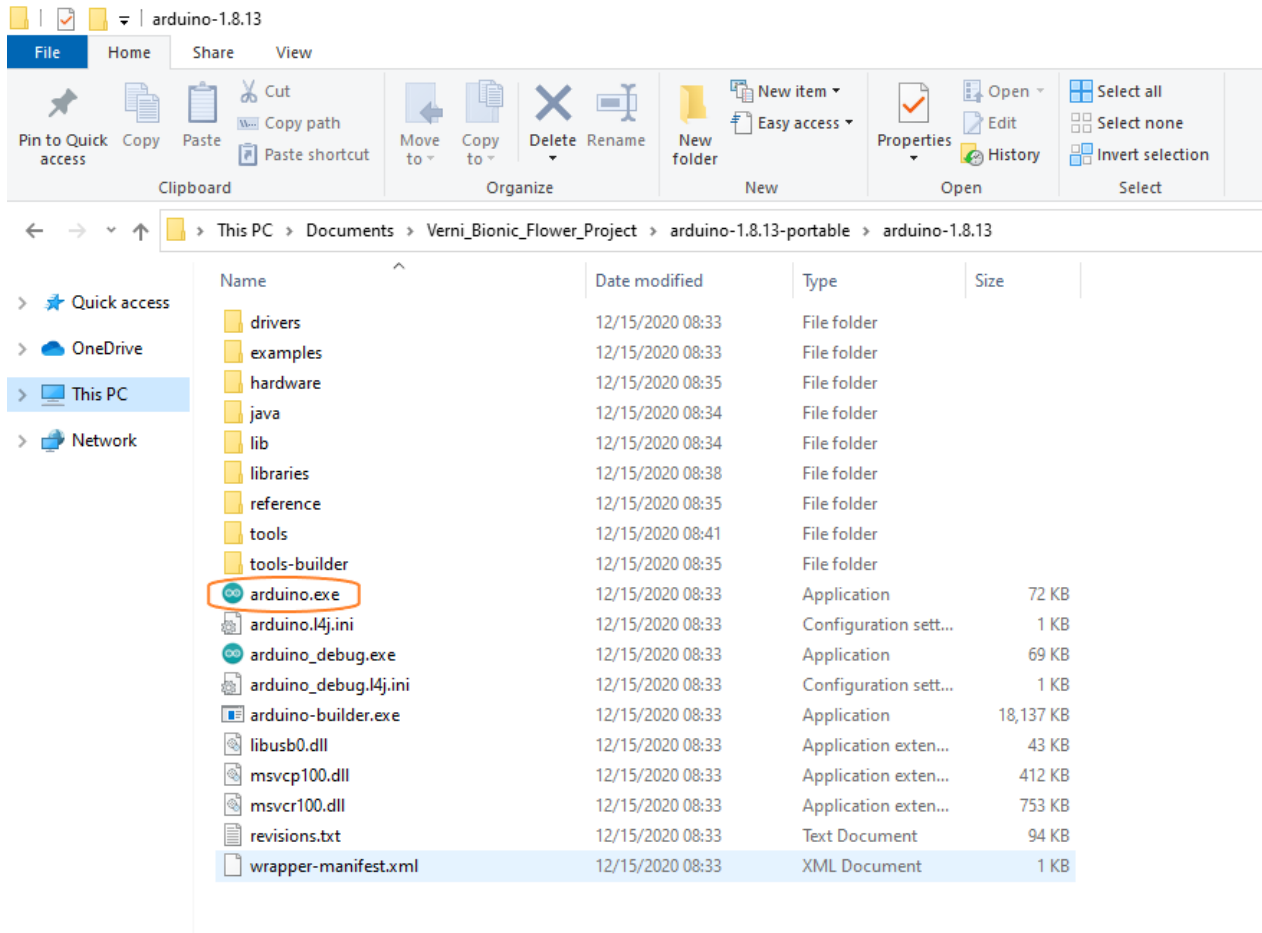 arduino-1.8.13
File Home Share View
Pin to Quick access
Copy
Paste
Cut
Copy path
Paste shortcut
Move to
Copy to
Delete
Rename
New folder
New item
Easy access
Properties
Open
Edit
History
Select all
Select none
Invert selection
Clipboard Organize New Open Select
This PC > Documents > Verni_Bionic_Flower_Project > arduino-1.8.13-portable > arduino-1.8.13
Quick access
OneDrive
This PC
Network
Name Date modified Type Size
drivers 12/15/2020 08:33 File folder
examples 12/15/2020 08:33 File folder
hardware 12/15/2020 08:35 File folder
java 12/15/2020 08:34 File folder
lib 12/15/2020 08:34 File folder
libraries 12/15/2020 08:38 File folder
reference 12/15/2020 08:35 File folder
tools 12/15/2020 08:41 File folder
tools-builder 12/15/2020 08:35 File folder
arduino.exe 12/15/2020 08:33 Application 72 KB
arduino.l4j.ini 12/15/2020 08:33 Configuration sett... 1 KB
arduino_debug.exe 12/15/2020 08:33 Application 69 KB
arduino_debug.l4j.ini 12/15/2020 08:33 Configuration sett... 1 KB
arduino-builder.exe 12/15/2020 08:33 Application 18,137 KB
libusb0.dll 12/15/2020 08:33 Application exten... 43 KB
msvcp100.dll 12/15/2020 08:33 Application exten... 412 KB
msvcr100.dll 12/15/2020 08:33 Application exten... 753 KB
revisions.txt 12/15/2020 08:33 Text Document 94 KB
wrapper-manifest.xml 12/15/2020 08:33 XML Document 1 KB